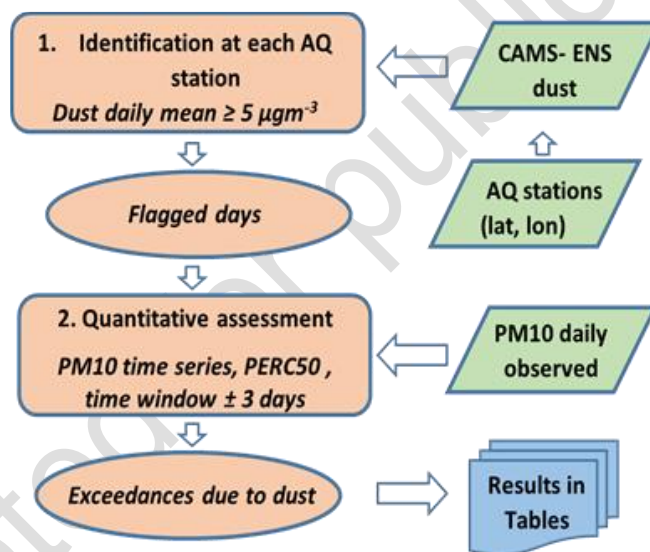 1. Identification at each AQ
station
Dust daily mean ≥ 5 µgm⁻³
CAMS- ENS
dust
Flagged days
AQ stations
(lat, lon)
2. Quantitative assessment
PM10 time series, PERC50 ,
time window ± 3 days
PM10 daily
observed
Exceedances due to dust
Results in
Tables